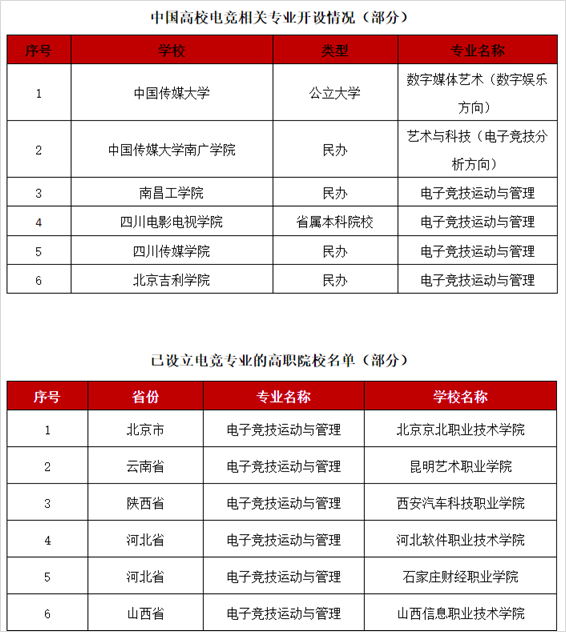 中国高校电竞相关专业开设情况（部分）
序号 学校 类型 专业名称
1 中国传媒大学 公立大学 数字媒体艺术（数字娱乐
方向）
2 中国传媒大学南广学院 民办 艺术与科技（电子竞技分
析方向）
3 南昌工学院 民办 电子竞技运动与管理
4 四川电影电视学院 省属本科院校 电子竞技运动与管理
5 四川传媒学院 民办 电子竞技运动与管理
6 北京吉利学院 民办 电子竞技运动与管理
已设立电竞专业的高职院校名单（部分）
序号 省份 专业名称 学校名称
1 北京市 电子竞技运动与管理 北京京北职业技术学院
2 云南省 电子竞技运动与管理 昆明艺术职业学院
3 陕西省 电子竞技运动与管理 西安汽车科技职业学院
4 河北省 电子竞技运动与管理 河北软件职业技术学院
5 河北省 电子竞技运动与管理 石家庄财经职业学院
6 山西省 电子竞技运动与管理 山西信息职业技术学院